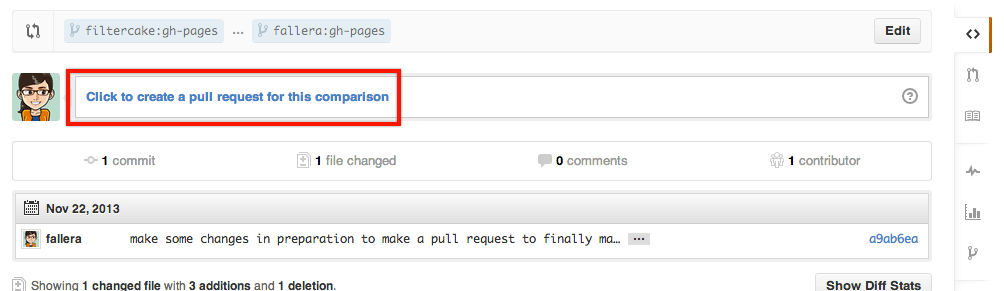 filtercake:gh-pages ... fallera:gh-pages Edit
Click to create a pull request for this comparison ?
1 commit 1 file changed 0 comments 1 contributor
Nov 22, 2013
fallera make some changes in preparation to make a pull request to finally ma… ... a9ab6ea
Showing 1 changed file with 3 additions and 1 deletion. Show Diff Stats